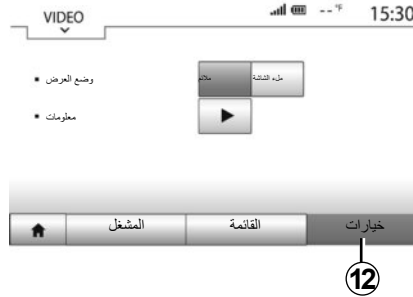 VIDEO --°F 15:30
وضع العرض ملائم ملء الشاشة
معلومات
المشغل القائمة خيارات
12